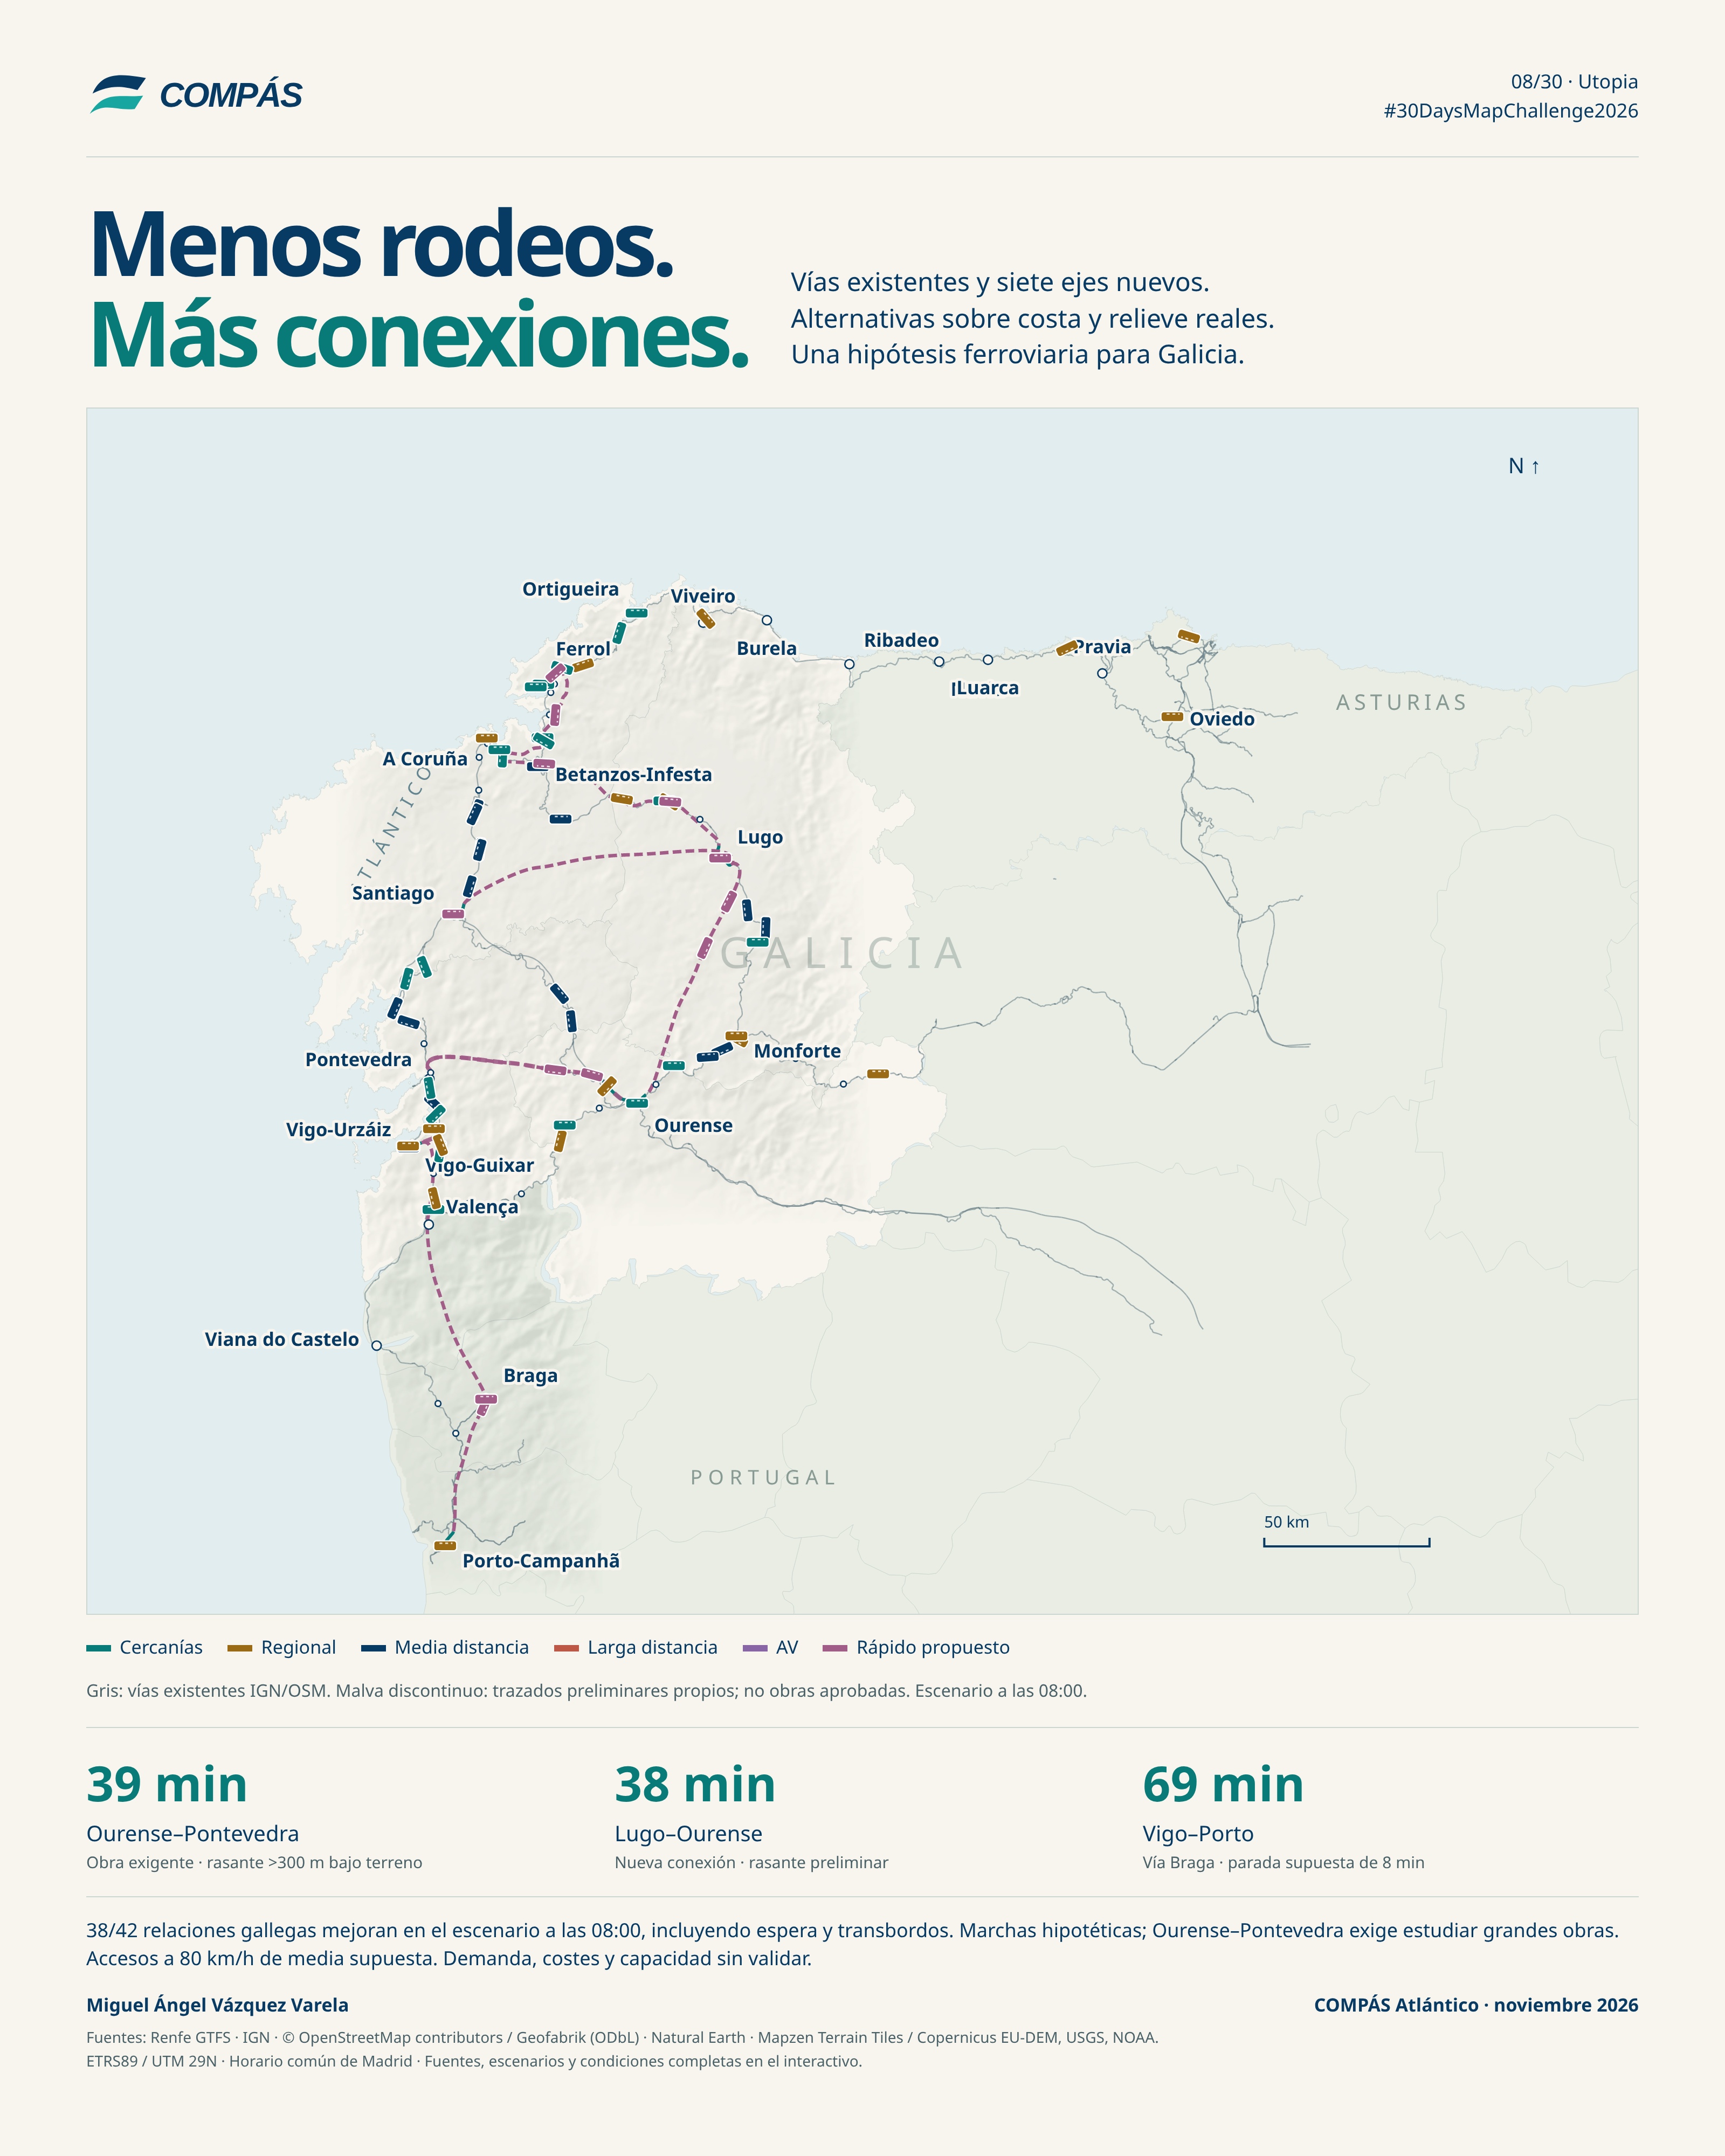 COMPÁS
08/30 · Utopia
#30DaysMapChallenge2026
Menos rodeos.
Más conexiones.
Vías existentes y siete ejes nuevos.
Alternativas sobre costa y relieve reales.
Una hipótesis ferroviaria para Galicia.
N ↑
Ortigueira
Viveiro
Ferrol
Burela
Ribadeo
Pravia
Luarca
ASTURIAS
Oviedo
A Coruña
Betanzos-Infesta
TLÁNTICO
Lugo
Santiago
GALICIA
Pontevedra
Monforte
Vigo-Urzáiz
Ourense
Vigo-Guixar
Valença
Viana do Castelo
Braga
PORTUGAL
50 km
Porto-Campanhã
Cercanías
Regional
Media distancia
Larga distancia
AV
Rápido propuesto
Gris: vías existentes IGN/OSM. Malva discontinuo: trazados preliminares propios; no obras aprobadas. Escenario a las 08:00.
39 min
Ourense–Pontevedra
Obra exigente · rasante >300 m bajo terreno
38 min
Lugo–Ourense
Nueva conexión · rasante preliminar
69 min
Vigo–Porto
Vía Braga · parada supuesta de 8 min
38/42 relaciones gallegas mejoran en el escenario a las 08:00, incluyendo espera y transbordos. Marchas hipotéticas; Ourense–Pontevedra exige estudiar grandes obras.
Accesos a 80 km/h de media supuesta. Demanda, costes y capacidad sin validar.
Miguel Ángel Vázquez Varela
COMPÁS Atlántico · noviembre 2026
Fuentes: Renfe GTFS · IGN · © OpenStreetMap contributors / Geofabrik (ODbL) · Natural Earth · Mapzen Terrain Tiles / Copernicus EU-DEM, USGS, NOAA.
ETRS89 / UTM 29N · Horario común de Madrid · Fuentes, escenarios y condiciones completas en el interactivo.